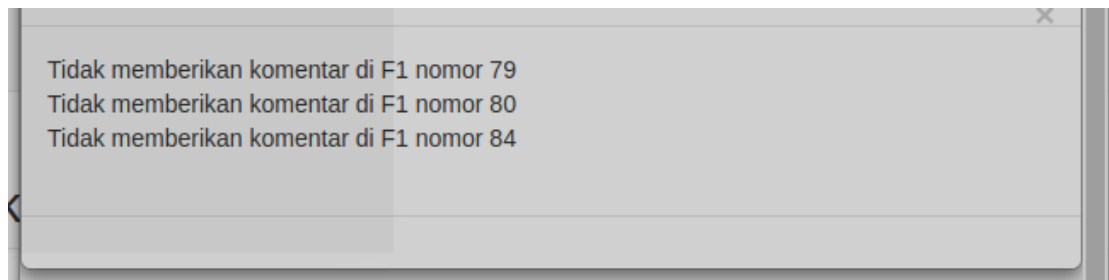 Tidak memberikan komentar di F1 nomor 79
Tidak memberikan komentar di F1 nomor 80
Tidak memberikan komentar di F1 nomor 84